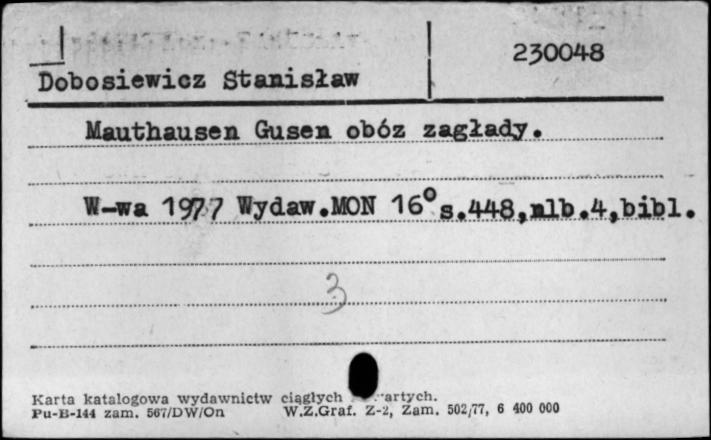 230048
Dobosiewicz Stanisław
Mauthausen Gusen obóz zagłady.
W-wa 1977 Wydaw.MON 16° s.448,nlb.4,bibl.
3
Karta katalogowa wydawnictw ciągłych artych.
Pu-B-144 zam. 567/DW/On W.Z.Graf. Z-2, Zam. 502/77, 6 400 000